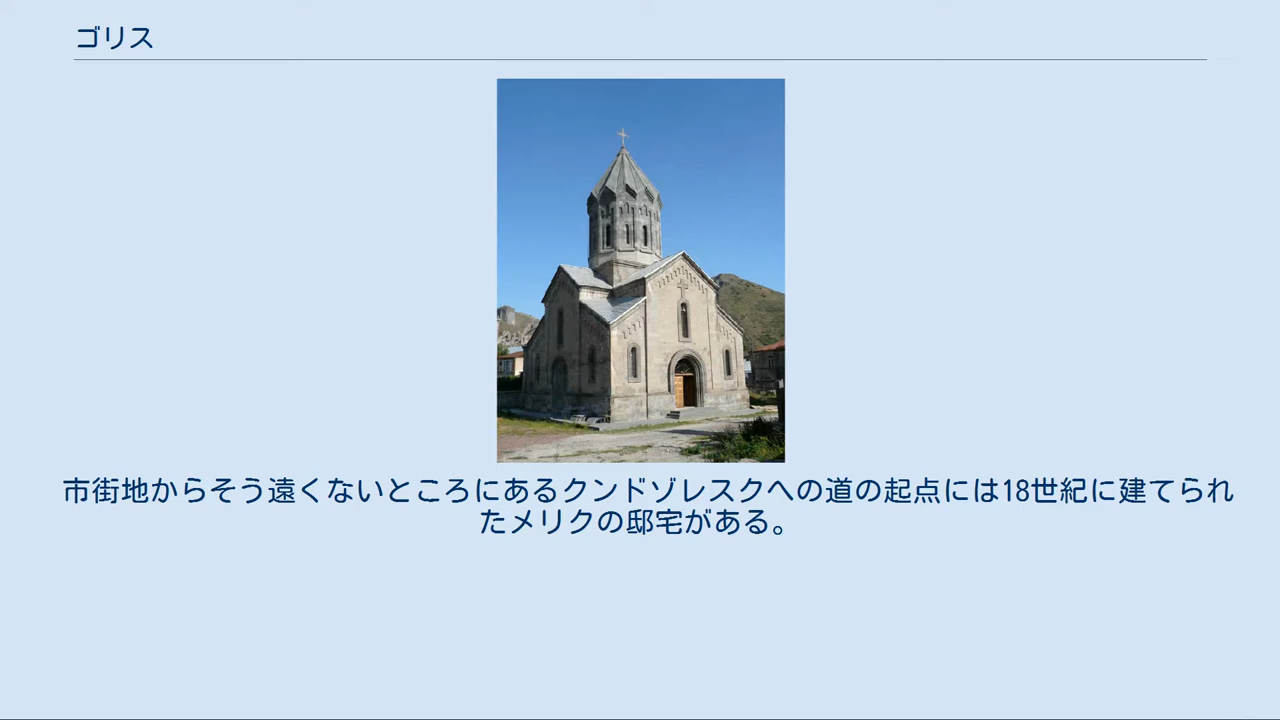 ゴリス
市街地からそう遠くないところにあるクンドゾレスクへの道の起点には18世紀に建てられ
たメリクの邸宅がある。